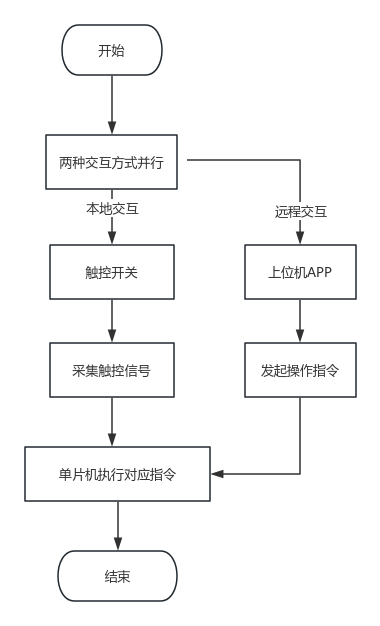 开始
两种交互方式并行
本地交互
远程交互
触控开关
上位机APP
采集触控信号
发起操作指令
单片机执行对应指令
结束